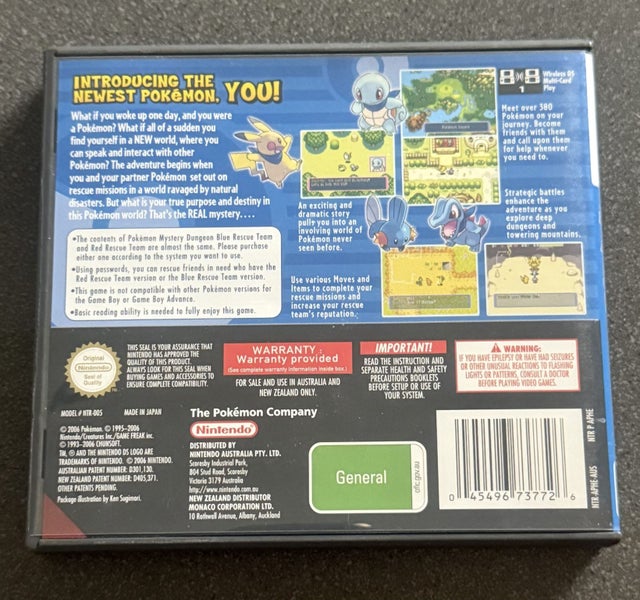 INTRODUCING THE
NEWEST POKéMON, YOU!
What if you woke up one day, and you were
a Pokémon? What if all of a sudden you
find yourself in a NEW world, where you
can speak and interact with other
Pokémon? The adventure begins when
you and your partner Pokémon set out on
rescue missions in a world ravaged by natural
disasters. But what is your true purpose and destiny in
this Pokémon world? That's the REAL mystery....
•The contents of Pokémon Mystery Dungeon Blue Rescue Team
and Red Rescue Team are almost the same. Please purchase
either one according to the system you want to use.
•Using passwords, you can rescue friends in need who have the
Red Rescue Team version or the Blue Rescue Team version.
•This game is not compatible with other Pokémon versions for
the Game Boy or Game Boy Advance.
•Basic reading ability is needed to fully enjoy this game.
An exciting and
dramatic story
pulls you into an
involving world of
Pokémon never
seen before.
Use various Moves and
Items to complete your
rescue missions and
increase your rescue
team's reputation.
Wireless DS
Multi-Card
Play
1
Meet over 380
Pokémon on your
journey. Become
friends with them
and call upon them
for help whenever
you need to.
Strategic battles
enhance the
adventure as you
explore deep
dungeons and
towering mountains.
Original
Nintendo
Seal of
Quality
THIS SEAL IS YOUR ASSURANCE THAT
NINTENDO HAS APPROVED THE
QUALITY OF THIS PRODUCT.
ALWAYS LOOK FOR THIS SEAL WHEN
BUYING GAMES AND ACCESSORIES TO
ENSURE COMPLETE COMPATIBILITY.
WARRANTY
Warranty provided
(See complete warranty information inside box.)
FOR SALE AND USE IN AUSTRALIA AND
NEW ZEALAND ONLY.
IMPORTANT!
READ THE INSTRUCTION AND
SEPARATE HEALTH AND SAFETY
PRECAUTIONS BOOKLETS
BEFORE SETUP OR USE OF
YOUR SYSTEM.
WARNING:
IF YOU HAVE EPILEPSY OR HAVE HAD SEIZURES
OR OTHER UNUSUAL REACTIONS TO FLASHING
LIGHTS OR PATTERNS, CONSULT A DOCTOR
BEFORE PLAYING VIDEO GAMES.
MODEL # NTR-005 MADE IN JAPAN
© 2006 Pokémon. © 1995-2006
Nintendo/Creatures Inc./GAME FREAK inc.
© 1993-2006 CHUNSOFT.
TM, ® AND THE NINTENDO DS LOGO ARE
TRADEMARKS OF NINTENDO. © 2006 NINTENDO.
AUSTRALIAN PATENT NUMBER: D301,130.
NEW ZEALAND PATENT NUMBER: D405,371.
OTHER PATENTS PENDING.
Package illustration by Ken Sugimori.
The Pokémon Company
Nintendo
DISTRIBUTED BY
NINTENDO AUSTRALIA PTY. LTD.
Scoresby Industrial Park,
804 Stud Road, Scoresby
Victoria 3179 Australia
http://www.nintendo.com.au
NEW ZEALAND DISTRIBUTOR
MONACO CORPORATION LTD.
10 Rothwell Avenue, Albany, Auckland
General
oflc.gov.au
0 45496 73772 6
NTR P APHE
NTR-APHE-AUS